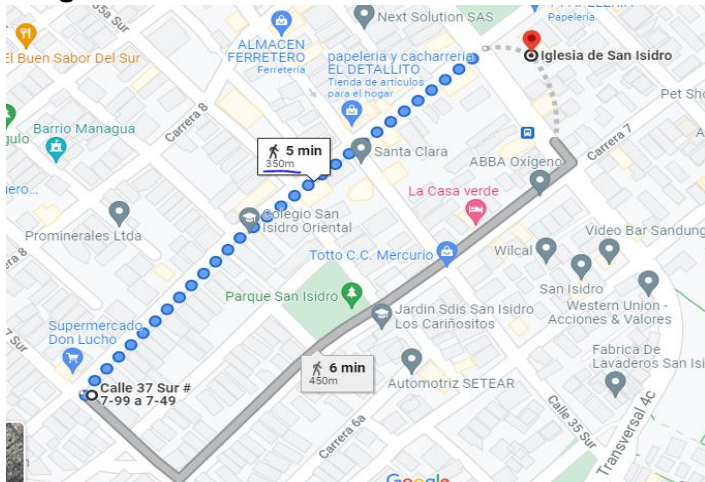 Next Solution SAS
Papelería
ALMACEN
FERRETERO
Ferretería
El Buen Sabor Del Sur
papeleria y cacharreria
EL DETALLITO
Tienda de artículos
para el hogar
Iglesia de San Isidro
Carrera 8
Pet Sho
Barrio Managua
5 min
350m
Santa Clara
ABBA Oxígeno
Carrera 7
La Casa verde
Colegio San
Isidro Oriental
Prominerales Ltda
Totto C.C. Mercurio
Wilcal
Video Bar Sandung
San Isidro
Parque San Isidro
Western Union -
Acciones & Valores
Jardin Sdis San Isidro
Los Cariñositos
Supermercado
Don Lucho
Fabrica De
Lavaderos San Isi
6 min
450m
Calle 37 Sur #
7-99 a 7-49
Automotriz SETEAR
Calle 35 Sur
Transversal 4c
Carrera 6a
Google